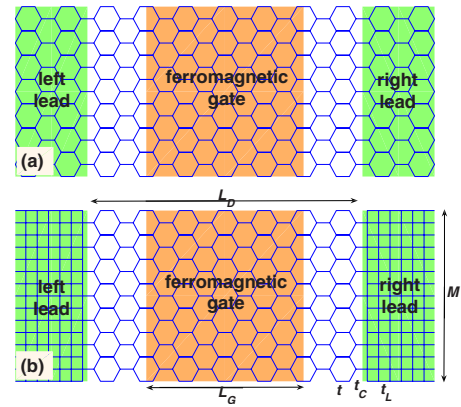 left
lead
ferromagnetic
gate
right
lead
(a)
L_D
left
lead
ferromagnetic
gate
right
lead
M
(b)
L_G
t t_C t_L